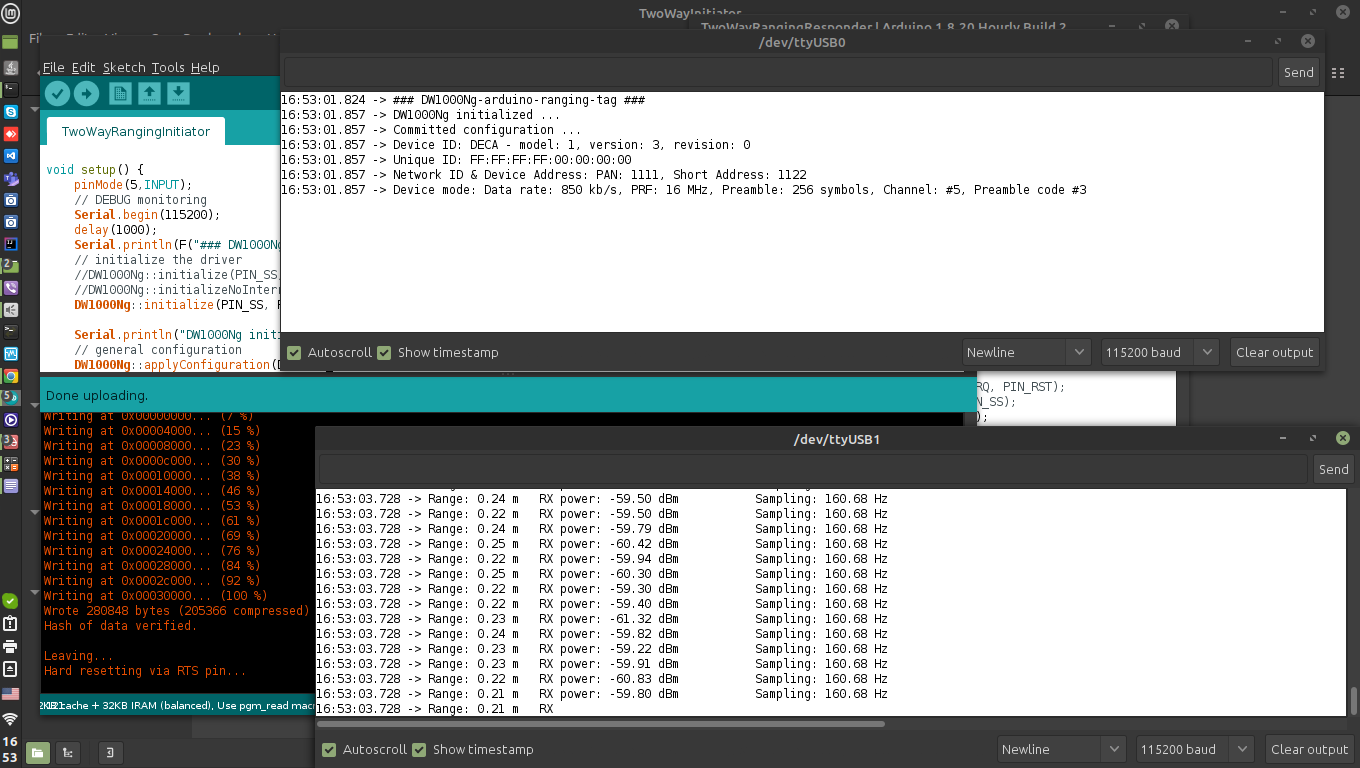 TwoWayInitiator
TwoWayRangingResponder | Arduino 1.8.20 Hourly Build 2
/dev/ttyUSB0
File Edit Sketch Tools Help
Send
TwoWayRangingInitiator
void setup() {
pinMode(5,INPUT);
// DEBUG monitoring
Serial.begin(115200);
delay(1000);
Serial.println(F("### DW1000Ng
// initialize the driver
//DW1000Ng::initialize(PIN_SS,
//DW1000Ng::initializeNoInter
DW1000Ng::initialize(PIN_SS,
Serial.println("DW1000Ng initi
// general configuration
DW1000Ng::applyConfiguration(
16:53:01.824 -> ### DW1000Ng-arduino-ranging-tag ###
16:53:01.857 -> DW1000Ng initialized ...
16:53:01.857 -> Committed configuration ...
16:53:01.857 -> Device ID: DECA - model: 1, version: 3, revision: 0
16:53:01.857 -> Unique ID: FF:FF:FF:FF:00:00:00:00
16:53:01.857 -> Network ID & Device Address: PAN: 1111, Short Address: 1122
16:53:01.857 -> Device mode: Data rate: 850 kb/s, PRF: 16 MHz, Preamble: 256 symbols, Channel: #5, Preamble code #3
Autoscroll Show timestamp Newline 115200 baud Clear output
RQ, PIN_RST);
N_SS);
);
Done uploading.
Writing at 0x00000000... (7 %)
Writing at 0x00004000... (15 %)
Writing at 0x00008000... (23 %)
Writing at 0x0000c000... (30 %)
Writing at 0x00010000... (38 %)
Writing at 0x00014000... (46 %)
Writing at 0x00018000... (53 %)
Writing at 0x0001c000... (61 %)
Writing at 0x00020000... (69 %)
Writing at 0x00024000... (76 %)
Writing at 0x00028000... (84 %)
Writing at 0x0002c000... (92 %)
Writing at 0x00030000... (100 %)
Wrote 280848 bytes (205366 compressed)
Hash of data verified.
Leaving...
Hard resetting via RTS pin...
cache + 32KB IRAM (balanced), Use pgm_read mac
/dev/ttyUSB1
Send
16:53:03.728 -> Range: 0.24 m RX power: -59.50 dBm Sampling: 160.68 Hz
16:53:03.728 -> Range: 0.22 m RX power: -59.50 dBm Sampling: 160.68 Hz
16:53:03.728 -> Range: 0.24 m RX power: -59.79 dBm Sampling: 160.68 Hz
16:53:03.728 -> Range: 0.25 m RX power: -60.42 dBm Sampling: 160.68 Hz
16:53:03.728 -> Range: 0.22 m RX power: -59.94 dBm Sampling: 160.68 Hz
16:53:03.728 -> Range: 0.25 m RX power: -60.30 dBm Sampling: 160.68 Hz
16:53:03.728 -> Range: 0.22 m RX power: -59.30 dBm Sampling: 160.68 Hz
16:53:03.728 -> Range: 0.22 m RX power: -59.40 dBm Sampling: 160.68 Hz
16:53:03.728 -> Range: 0.23 m RX power: -61.32 dBm Sampling: 160.68 Hz
16:53:03.728 -> Range: 0.24 m RX power: -59.82 dBm Sampling: 160.68 Hz
16:53:03.728 -> Range: 0.23 m RX power: -59.22 dBm Sampling: 160.68 Hz
16:53:03.728 -> Range: 0.23 m RX power: -59.91 dBm Sampling: 160.68 Hz
16:53:03.728 -> Range: 0.22 m RX power: -60.83 dBm Sampling: 160.68 Hz
16:53:03.728 -> Range: 0.21 m RX power: -59.80 dBm Sampling: 160.68 Hz
16:53:03.728 -> Range: 0.21 m RX
Autoscroll Show timestamp Newline 115200 baud Clear output
16
53